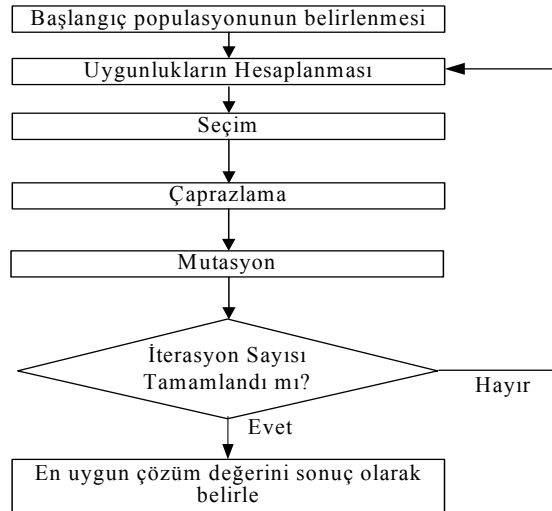 Başlangıç populasyonunun belirlenmesi
Uygunlukların Hesaplanması
Seçim
Çaprazlama
Mutasyon
İterasyon Sayısı
Tamamlandı mı?
Hayır
Evet
En uygun çözüm değerini sonuç olarak
belirle